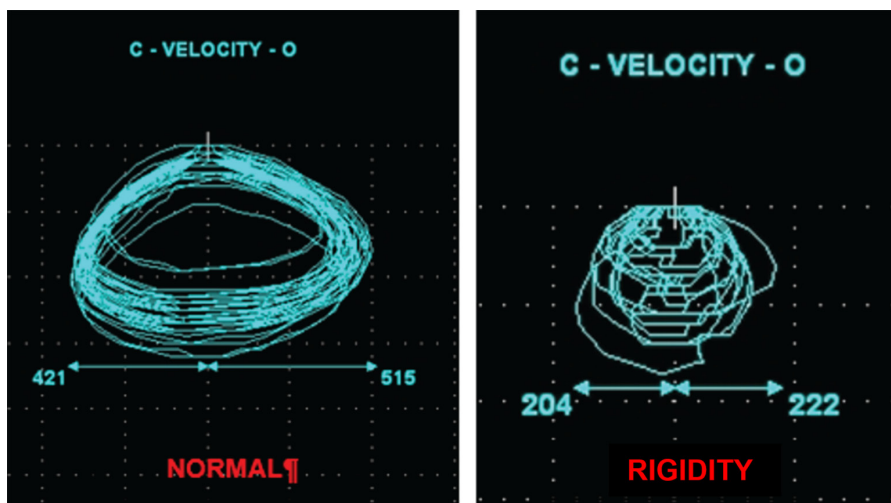 C - VELOCITY - O
421
515
NORMAL¶
C - VELOCITY - O
204
222
RIGIDITY